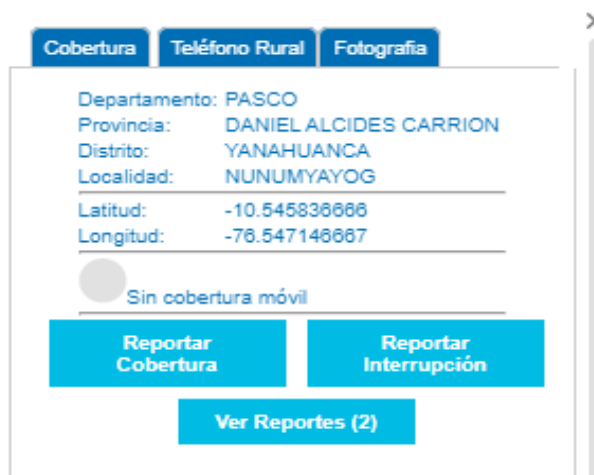 Cobertura Teléfono Rural Fotografia
Departamento: PASCO
Provincia: DANIEL ALCIDES CARRION
Distrito: YANAHUANCA
Localidad: NUNUMYAYOG
Latitud: -10.545836666
Longitud: -76.547146667
Sin cobertura móvil
Reportar Cobertura
Reportar Interrupción
Ver Reportes (2)